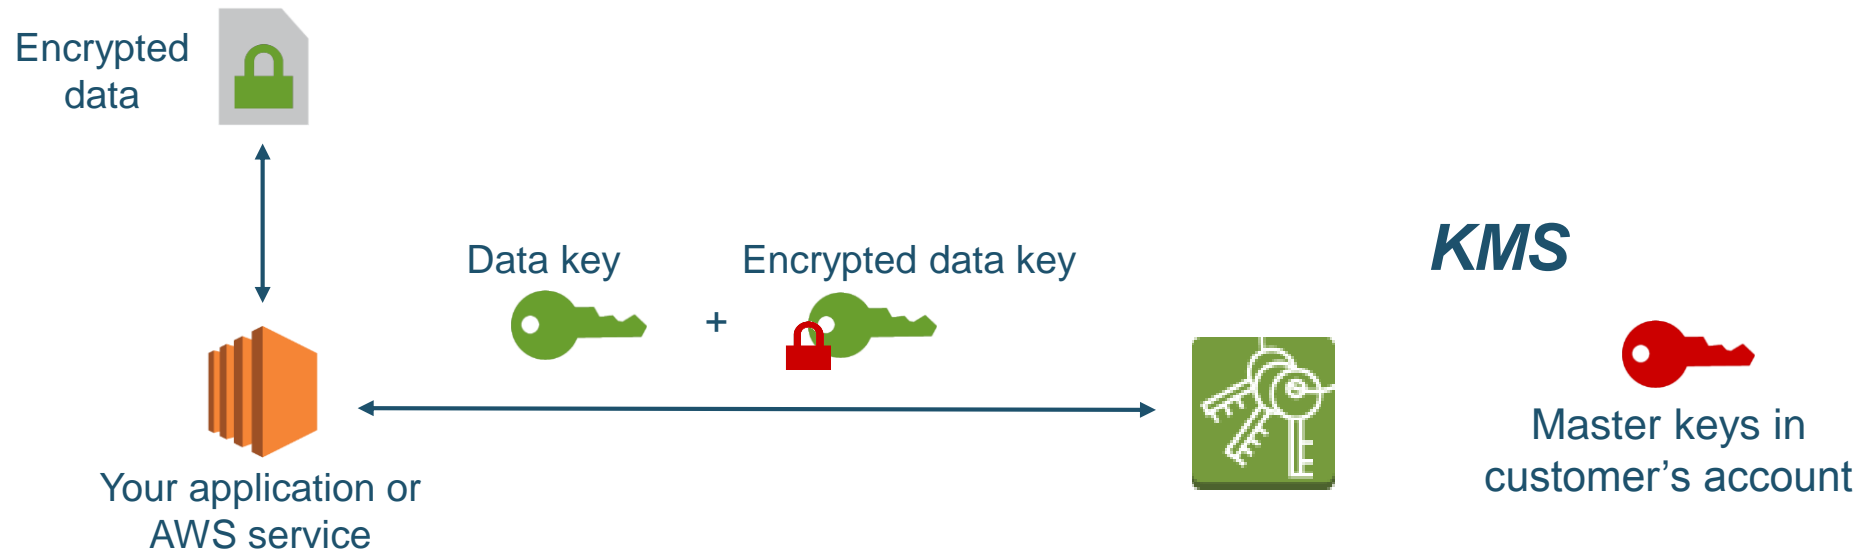 Encrypted
data
KMS
Data key
Encrypted data key
+
Master keys in
customer’s account
Your application or
AWS service